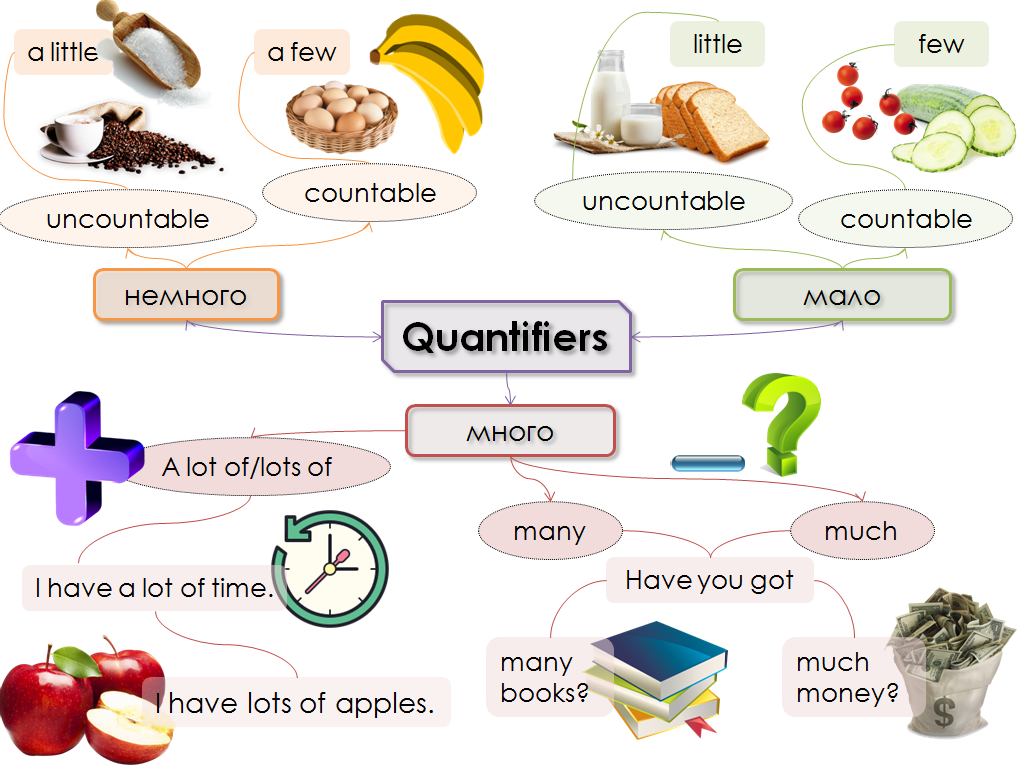 a little
a few
little
few
uncountable
countable
uncountable
countable
немного
мало
Quantifiers
много
A lot of/lots of
many
much
I have a lot of time.
Have you got
I have lots of apples.
many
books?
much
money?
$